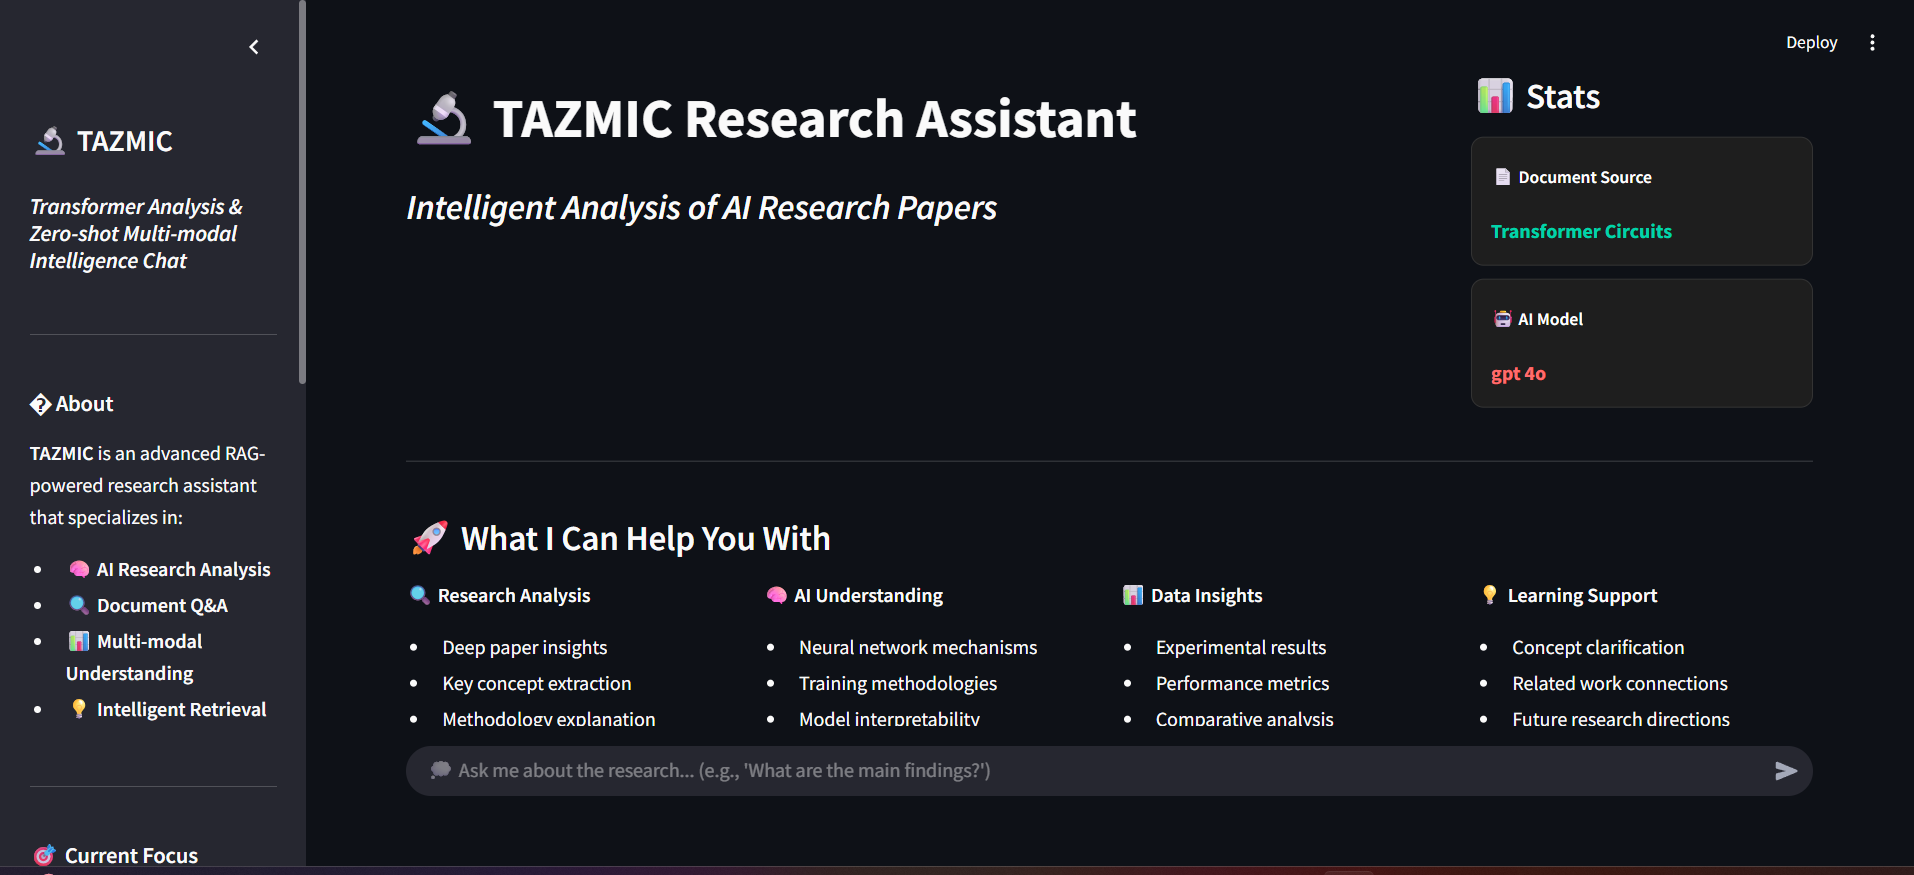 Deploy
TAZMIC
Transformer Analysis &
Zero-shot Multi-modal
Intelligence Chat
� About
TAZMIC is an advanced RAG-
powered research assistant
that specializes in:
• 🧠 AI Research Analysis
• 🔍 Document Q&A
• 📊 Multi-modal
Understanding
• 💡 Intelligent Retrieval
🎯 Current Focus
🔬 TAZMIC Research Assistant
Intelligent Analysis of AI Research Papers
📊 Stats
📄 Document Source
Transformer Circuits
🤖 AI Model
gpt 4o
🚀 What I Can Help You With
🔍 Research Analysis
• Deep paper insights
• Key concept extraction
• Methodology explanation
🧠 AI Understanding
• Neural network mechanisms
• Training methodologies
• Model interpretability
📊 Data Insights
• Experimental results
• Performance metrics
• Comparative analysis
💡 Learning Support
• Concept clarification
• Related work connections
• Future research directions
💭 Ask me about the research... (e.g., 'What are the main findings?')